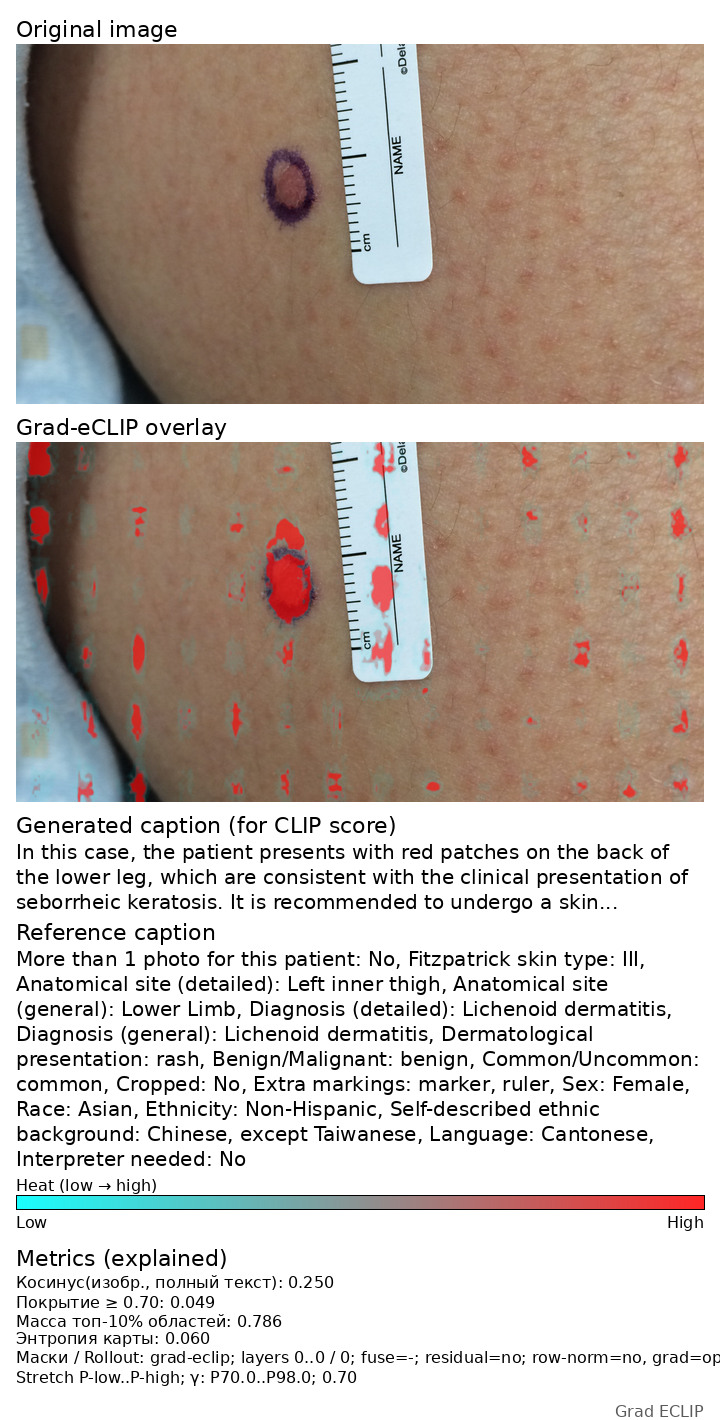 Original image
©Dela
NAME
cm
Grad-eCLIP overlay
©Dela
NAME
cm
Generated caption (for CLIP score)
In this case, the patient presents with red patches on the back of
the lower leg, which are consistent with the clinical presentation of
seborrheic keratosis. It is recommended to undergo a skin...
Reference caption
More than 1 photo for this patient: No, Fitzpatrick skin type: III,
Anatomical site (detailed): Left inner thigh, Anatomical site
(general): Lower Limb, Diagnosis (detailed): Lichenoid dermatitis,
Diagnosis (general): Lichenoid dermatitis, Dermatological
presentation: rash, Benign/Malignant: benign, Common/Uncommon:
common, Cropped: No, Extra markings: marker, ruler, Sex: Female,
Race: Asian, Ethnicity: Non-Hispanic, Self-described ethnic
background: Chinese, except Taiwanese, Language: Cantonese,
Interpreter needed: No
Heat (low → high)
Low High
Metrics (explained)
Косинус(изобр., полный текст): 0.250
Покрытие ≥ 0.70: 0.049
Масса топ-10% областей: 0.786
Энтропия карты: 0.060
Маски / Rollout: grad-eclip; layers 0..0 / 0; fuse=-; residual=no; row-norm=no, grad=op
Stretch P-low..P-high; γ: P70.0..P98.0; 0.70
Grad ECLIP